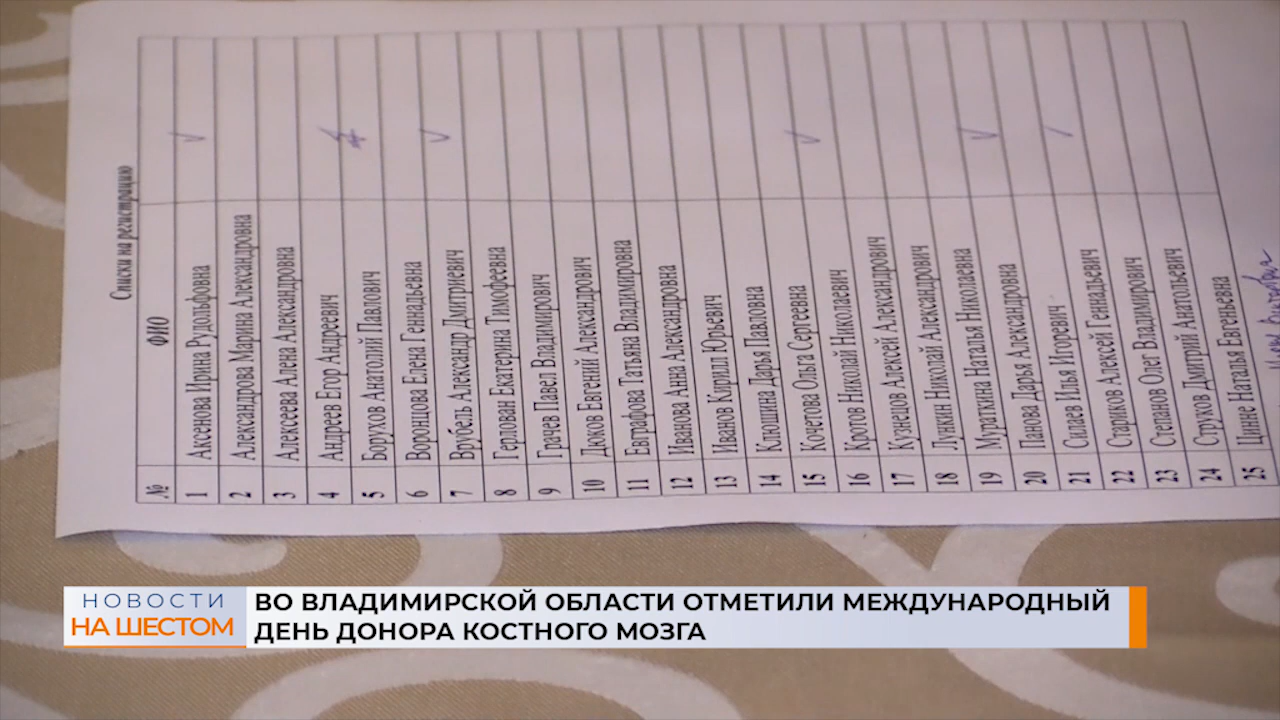 Списки на регистрацию
№ ФИО
1 Аксенова Ирина Рудольфовна
2 Александрова Марина Александровна
3 Алексеева Алена Александровна
4 Андреев Егор Андреевич
5 Борухов Анатолий Павлович
6 Воронцова Елена Геннадьевна
7 Врубель Александр Дмитриевич
8 Герлован Екатерина Тимофеевна
9 Грачев Павел Владимирович
10 Дюков Евгений Александрович
11 Евграфова Татьяна Владимировна
12 Иванова Анна Александровна
13 Иванов Кирилл Юрьевич
14 Клюшина Дарья Павловна
15 Кочетова Ольга Сергеевна
16 Кротов Николай Николаевич
17 Кузнецов Алексей Александрович
18 Лункин Николай Александрович
19 Мураткина Наталья Николаевна
20 Панова Дарья Александровна
21 Силаев Илья Игоревич
22 Стариков Алексей Геннадьевич
23 Степанов Олег Владимирович
24 Струков Дмитрий Анатольевич
25 Цинне Наталья Евгеньевна
НОВОСТИ
НА ШЕСТОМ
ВО ВЛАДИМИРСКОЙ ОБЛАСТИ ОТМЕТИЛИ МЕЖДУНАРОДНЫЙ
ДЕНЬ ДОНОРА КОСТНОГО МОЗГА